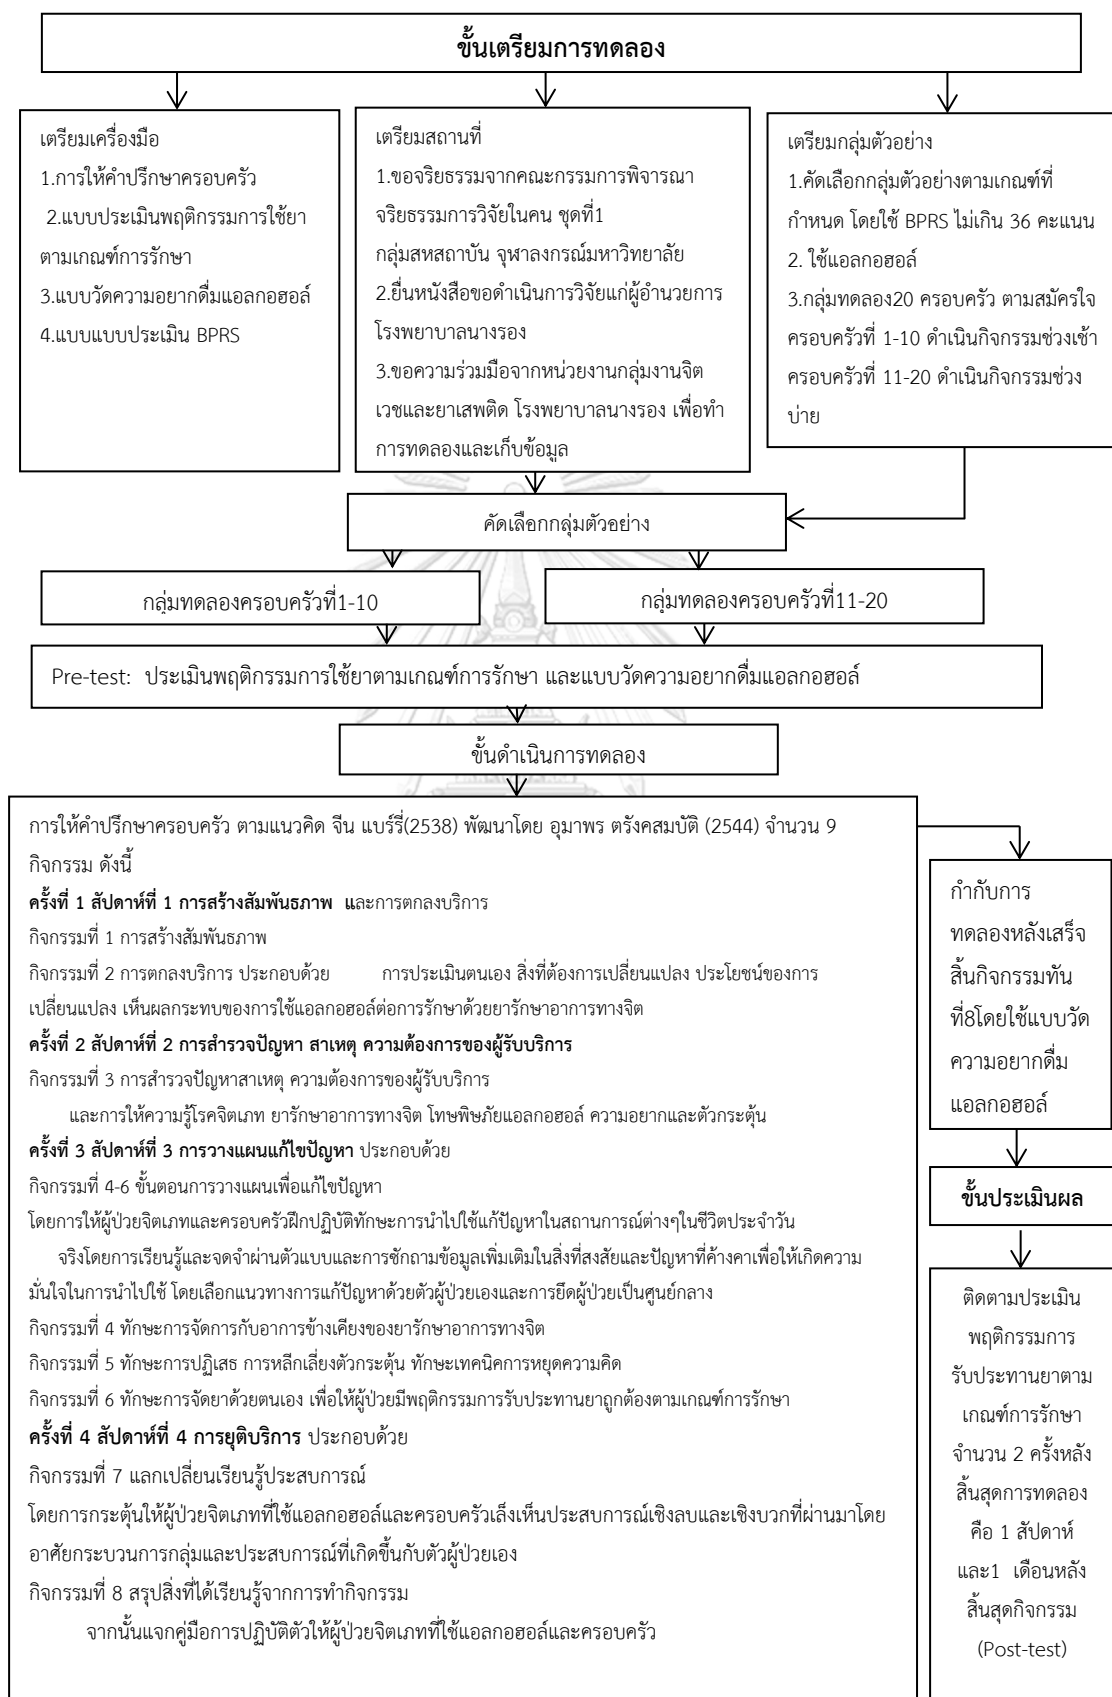 ขั้นเตรียมการทดลอง
เตรียมเครื่องมือ
1.การให้คำปรึกษาครอบครัว
2.แบบประเมินพฤติกรรมการใช้ยา
ตามเกณฑ์การรักษา
3.แบบวัดความอยากดื่มแอลกอฮอล์
4.แบบแบบประเมิน BPRS
เตรียมสถานที่
1.ขอจริยธรรมจากคณะกรรมการพิจารณา
จริยธรรมการวิจัยในคน ชุดที่1
กลุ่มสหสถาบัน จุฬาลงกรณ์มหาวิทยาลัย
2.ยื่นหนังสือขอดำเนินการวิจัยแก่ผู้อำนวยการ
โรงพยาบาลนางรอง
3.ขอความร่วมมือจากหน่วยงานกลุ่มงานจิต
เวชและยาเสพติด โรงพยาบาลนางรอง เพื่อทำ
การทดลองและเก็บข้อมูล
เตรียมกลุ่มตัวอย่าง
1.คัดเลือกกลุ่มตัวอย่างตามเกณฑ์ที่
กำหนด โดยใช้ BPRS ไม่เกิน 36 คะแนน
2. ใช้แอลกอฮอล์
3.กลุ่มทดลอง20 ครอบครัว ตามสมัครใจ
ครอบครัวที่ 1-10 ดำเนินกิจกรรมช่วงเช้า
ครอบครัวที่ 11-20 ดำเนินกิจกรรมช่วง
บ่าย
คัดเลือกกลุ่มตัวอย่าง
กลุ่มทดลองครอบครัวที่1-10
กลุ่มทดลองครอบครัวที่11-20
Pre-test: ประเมินพฤติกรรมการใช้ยาตามเกณฑ์การรักษา และแบบวัดความอยากดื่มแอลกอฮอล์
ขั้นดำเนินการทดลอง
การให้คำปรึกษาครอบครัว ตามแนวคิด จีน แบร์รี่(2538) พัฒนาโดย อุมาพร ตรังคสมบัติ (2544) จำนวน 9
กิจกรรม ดังนี้
ครั้งที่ 1 สัปดาห์ที่ 1 การสร้างสัมพันธภาพ และการตกลงบริการ
กิจกรรมที่ 1 การสร้างสัมพันธภาพ
กิจกรรมที่ 2 การตกลงบริการ ประกอบด้วย การประเมินตนเอง สิ่งที่ต้องการเปลี่ยนแปลง ประโยชน์ของการ
เปลี่ยนแปลง เห็นผลกระทบของการใช้แอลกอฮอล์ต่อการรักษาด้วยยารักษาอาการทางจิต
ครั้งที่ 2 สัปดาห์ที่ 2 การสำรวจปัญหา สาเหตุ ความต้องการของผู้รับบริการ
กิจกรรมที่ 3 การสำรวจปัญหาสาเหตุ ความต้องการของผู้รับบริการ
และการให้ความรู้โรคจิตเภท ยารักษาอาการทางจิต โทษพิษภัยแอลกอฮอล์ ความอยากและตัวกระตุ้น
ครั้งที่ 3 สัปดาห์ที่ 3 การวางแผนแก้ไขปัญหา ประกอบด้วย
กิจกรรมที่ 4-6 ขั้นตอนการวางแผนเพื่อแก้ไขปัญหา
โดยการให้ผู้ป่วยจิตเภทและครอบครัวฝึกปฏิบัติทักษะการนำไปใช้แก้ปัญหาในสถานการณ์ต่างๆในชีวิตประจำวัน
จริงโดยการเรียนรู้และจดจำผ่านตัวแบบและการซักถามข้อมูลเพิ่มเติมในสิ่งที่สงสัยและปัญหาที่ค้างคาเพื่อให้เกิดความ
มั่นใจในการนำไปใช้ โดยเลือกแนวทางการแก้ปัญหาด้วยตัวผู้ป่วยเองและการยึดผู้ป่วยเป็นศูนย์กลาง
กิจกรรมที่ 4 ทักษะการจัดการกับอาการข้างเคียงของยารักษาอาการทางจิต
กิจกรรมที่ 5 ทักษะการปฏิเสธ การหลีกเลี่ยงตัวกระตุ้น ทักษะเทคนิคการหยุดความคิด
กิจกรรมที่ 6 ทักษะการจัดยาด้วยตนเอง เพื่อให้ผู้ป่วยมีพฤติกรรมการรับประทานยาถูกต้องตามเกณฑ์การรักษา
ครั้งที่ 4 สัปดาห์ที่ 4 การยุติบริการ ประกอบด้วย
กิจกรรมที่ 7 แลกเปลี่ยนเรียนรู้ประสบการณ์
โดยการกระตุ้นให้ผู้ป่วยจิตเภทที่ใช้แอลกอฮอล์และครอบครัวเล็งเห็นประสบการณ์เชิงลบและเชิงบวกที่ผ่านมาโดย
อาศัยกระบวนการกลุ่มและประสบการณ์ที่เกิดขึ้นกับตัวผู้ป่วยเอง
กิจกรรมที่ 8 สรุปสิ่งที่ได้เรียนรู้จากการทำกิจกรรม
จากนั้นแจกคู่มือการปฏิบัติตัวให้ผู้ป่วยจิตเภทที่ใช้แอลกอฮอล์และครอบครัว
กำกับการ
ทดลองหลังเสร็จ
สิ้นกิจกรรมทัน
ที่8โดยใช้แบบวัด
ความอยากดื่ม
แอลกอฮอล์
ขั้นประเมินผล
ติดตามประเมิน
พฤติกรรมการ
รับประทานยาตาม
เกณฑ์การรักษา
จำนวน 2 ครั้งหลัง
สิ้นสุดการทดลอง
คือ 1 สัปดาห์
และ1 เดือนหลัง
สิ้นสุดกิจกรรม
(Post-test)